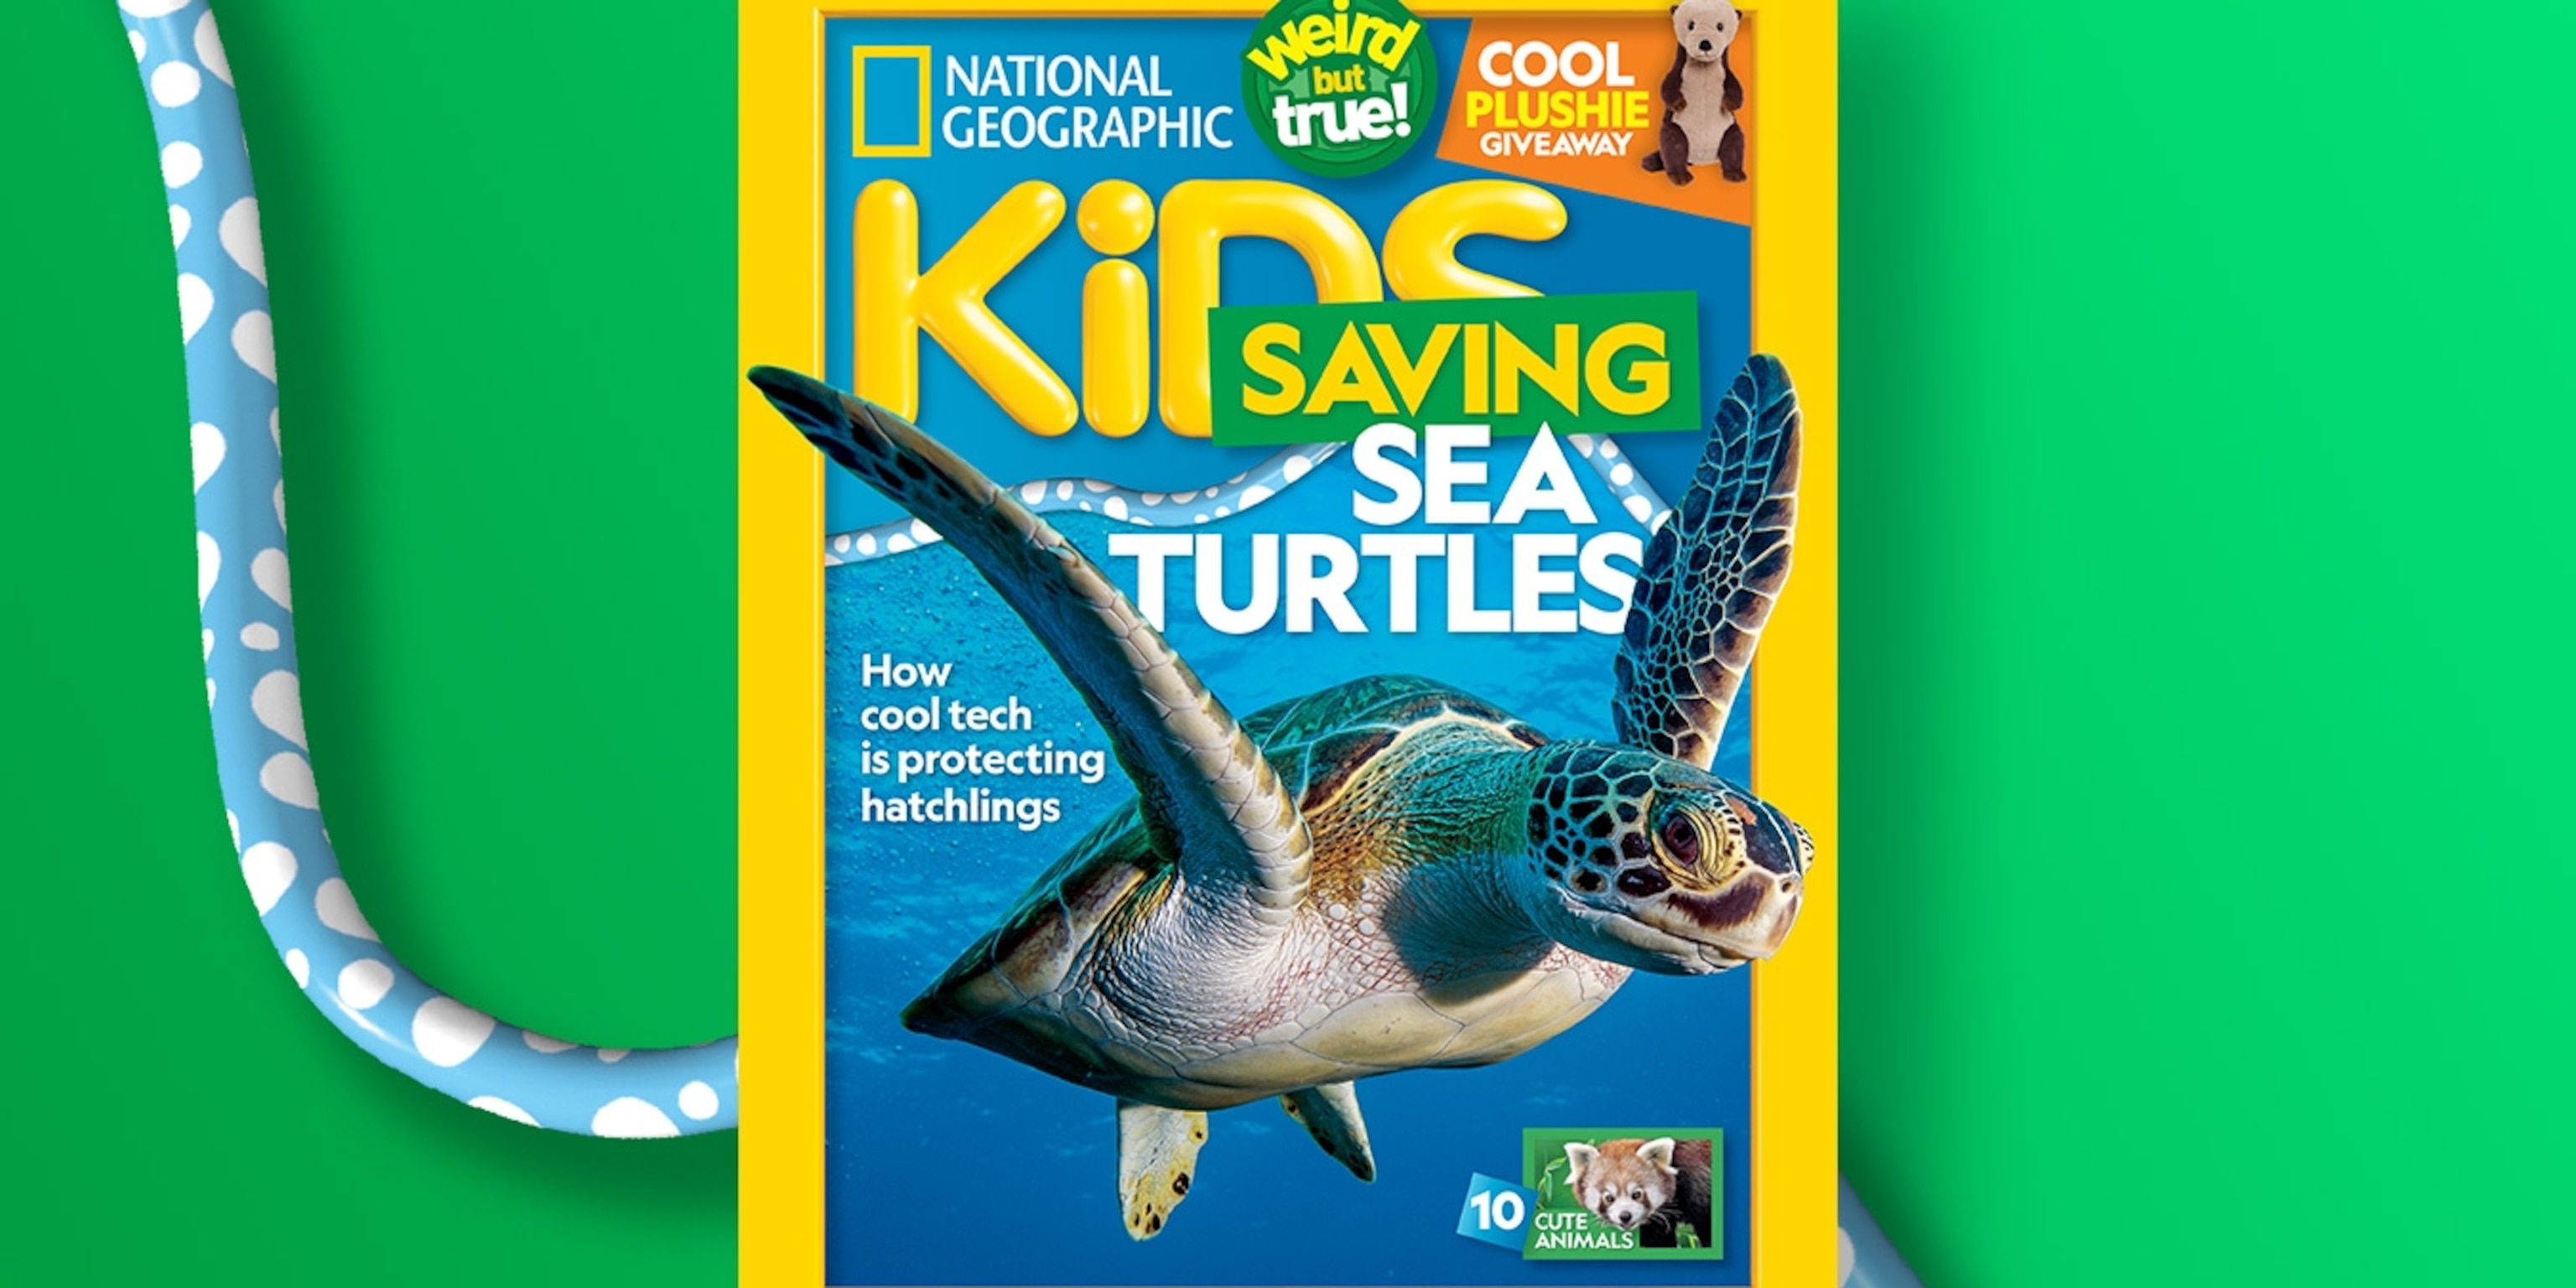 NATIONAL
GEOGRAPHIC
weird
but
true!
COOL
PLUSHIE
GIVEAWAY
KiDS
SAVING
SEA
TURTLES
How
cool tech
is protecting
hatchlings
10
CUTE
ANIMALS